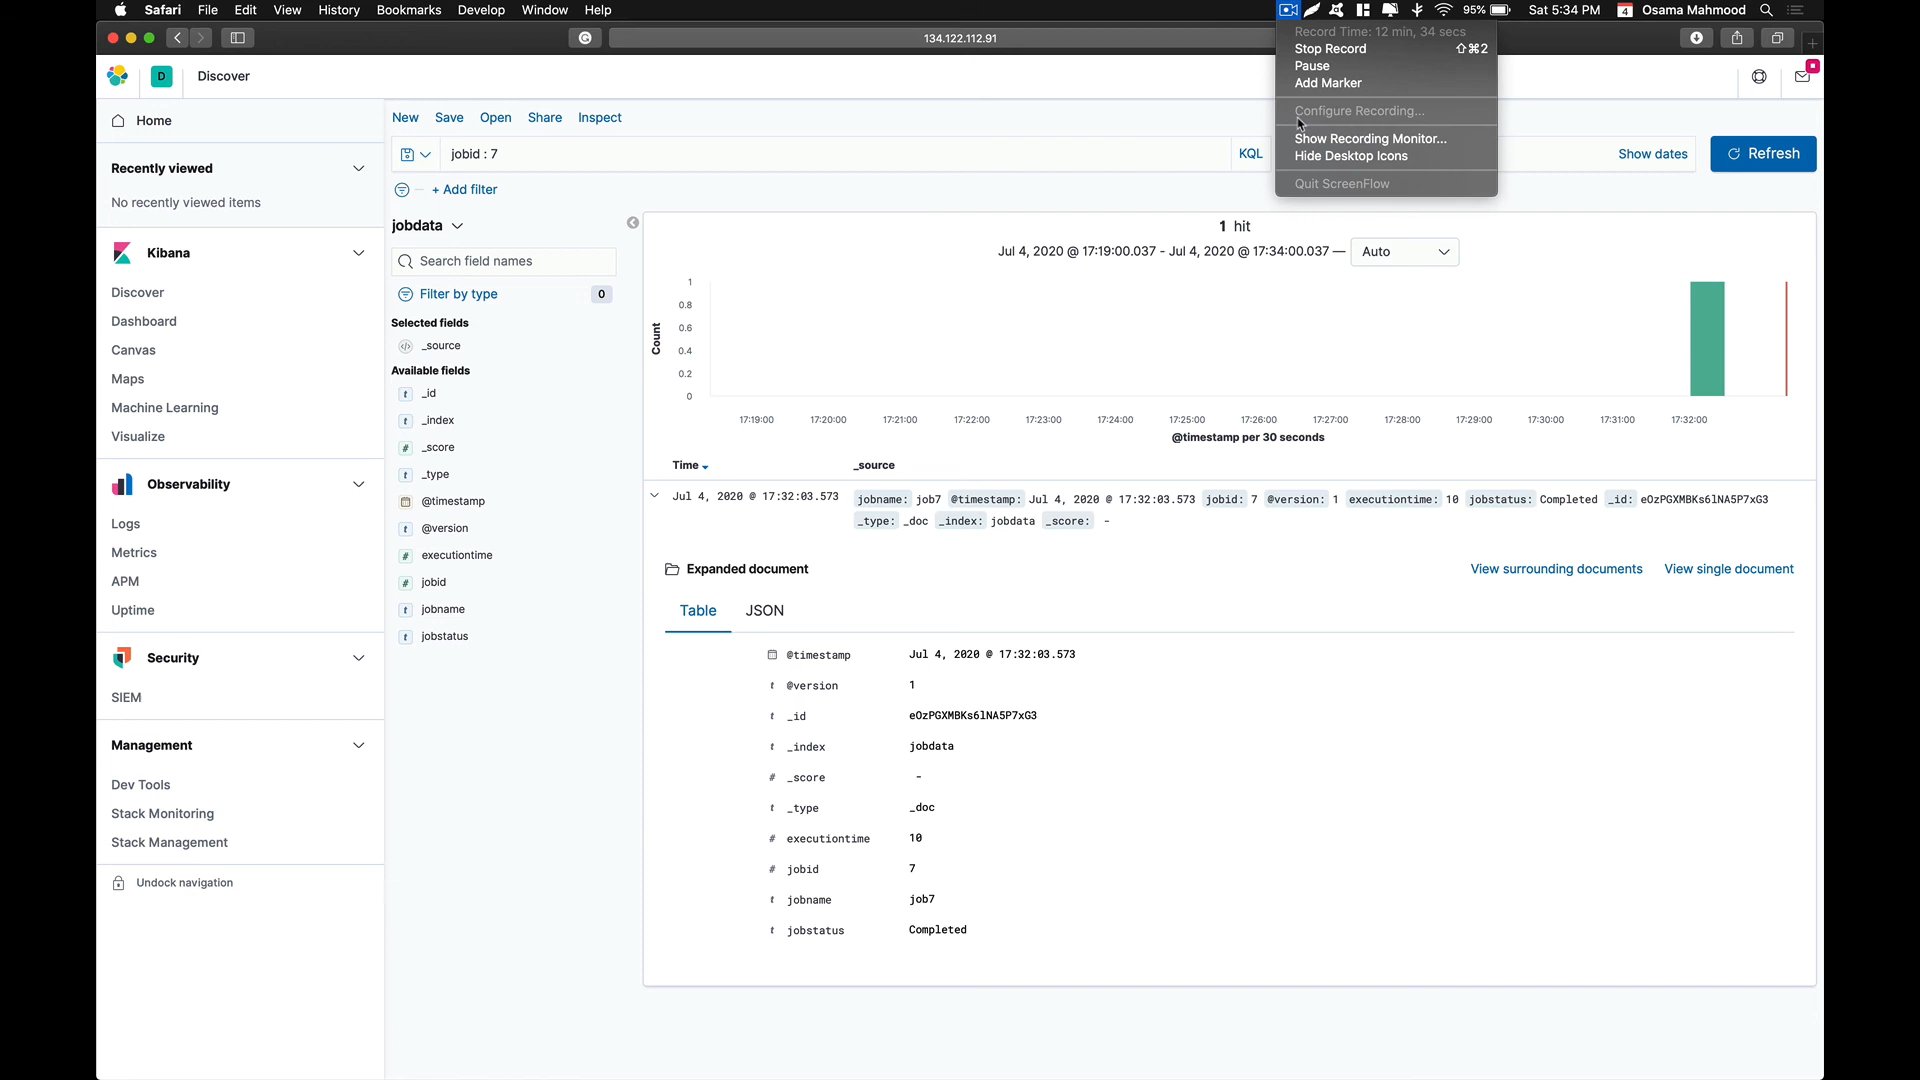 Safari File Edit View History Bookmarks Develop Window Help 95% Sat 5:34 PM 4 Osama Mahmood
134.122.112.91
Record Time: 12 min, 34 secs
Stop Record ⇧⌘2
Pause
Add Marker
Configure Recording...
Show Recording Monitor...
Hide Desktop Icons
Quit ScreenFlow
D Discover
Home
Recently viewed
No recently viewed items
Kibana
Discover
Dashboard
Canvas
Maps
Machine Learning
Visualize
Observability
Logs
Metrics
APM
Uptime
Security
SIEM
Management
Dev Tools
Stack Monitoring
Stack Management
Undock navigation
New Save Open Share Inspect
jobid : 7 KQL Show dates Refresh
+ Add filter
jobdata
Search field names
Filter by type 0
Selected fields
_source
Available fields
t _id
t _index
# _score
t _type
@timestamp
t @version
# executiontime
# jobid
t jobname
t jobstatus
1 hit
Jul 4, 2020 @ 17:19:00.037 - Jul 4, 2020 @ 17:34:00.037 — Auto
Count
1
0.8
0.6
0.4
0.2
0
17:19:00 17:20:00 17:21:00 17:22:00 17:23:00 17:24:00 17:25:00 17:26:00 17:27:00 17:28:00 17:29:00 17:30:00 17:31:00 17:32:00
@timestamp per 30 seconds
Time _source
Jul 4, 2020 @ 17:32:03.573 jobname: job7 @timestamp: Jul 4, 2020 @ 17:32:03.573 jobid: 7 @version: 1 executiontime: 10 jobstatus: Completed _id: eOzPGXMBKs6lNA5P7xG3
_type: _doc _index: jobdata _score: -
Expanded document View surrounding documents View single document
Table JSON
@timestamp Jul 4, 2020 @ 17:32:03.573
t @version 1
t _id eOzPGXMBKs6lNA5P7xG3
t _index jobdata
# _score -
t _type _doc
# executiontime 10
# jobid 7
t jobname job7
t jobstatus Completed